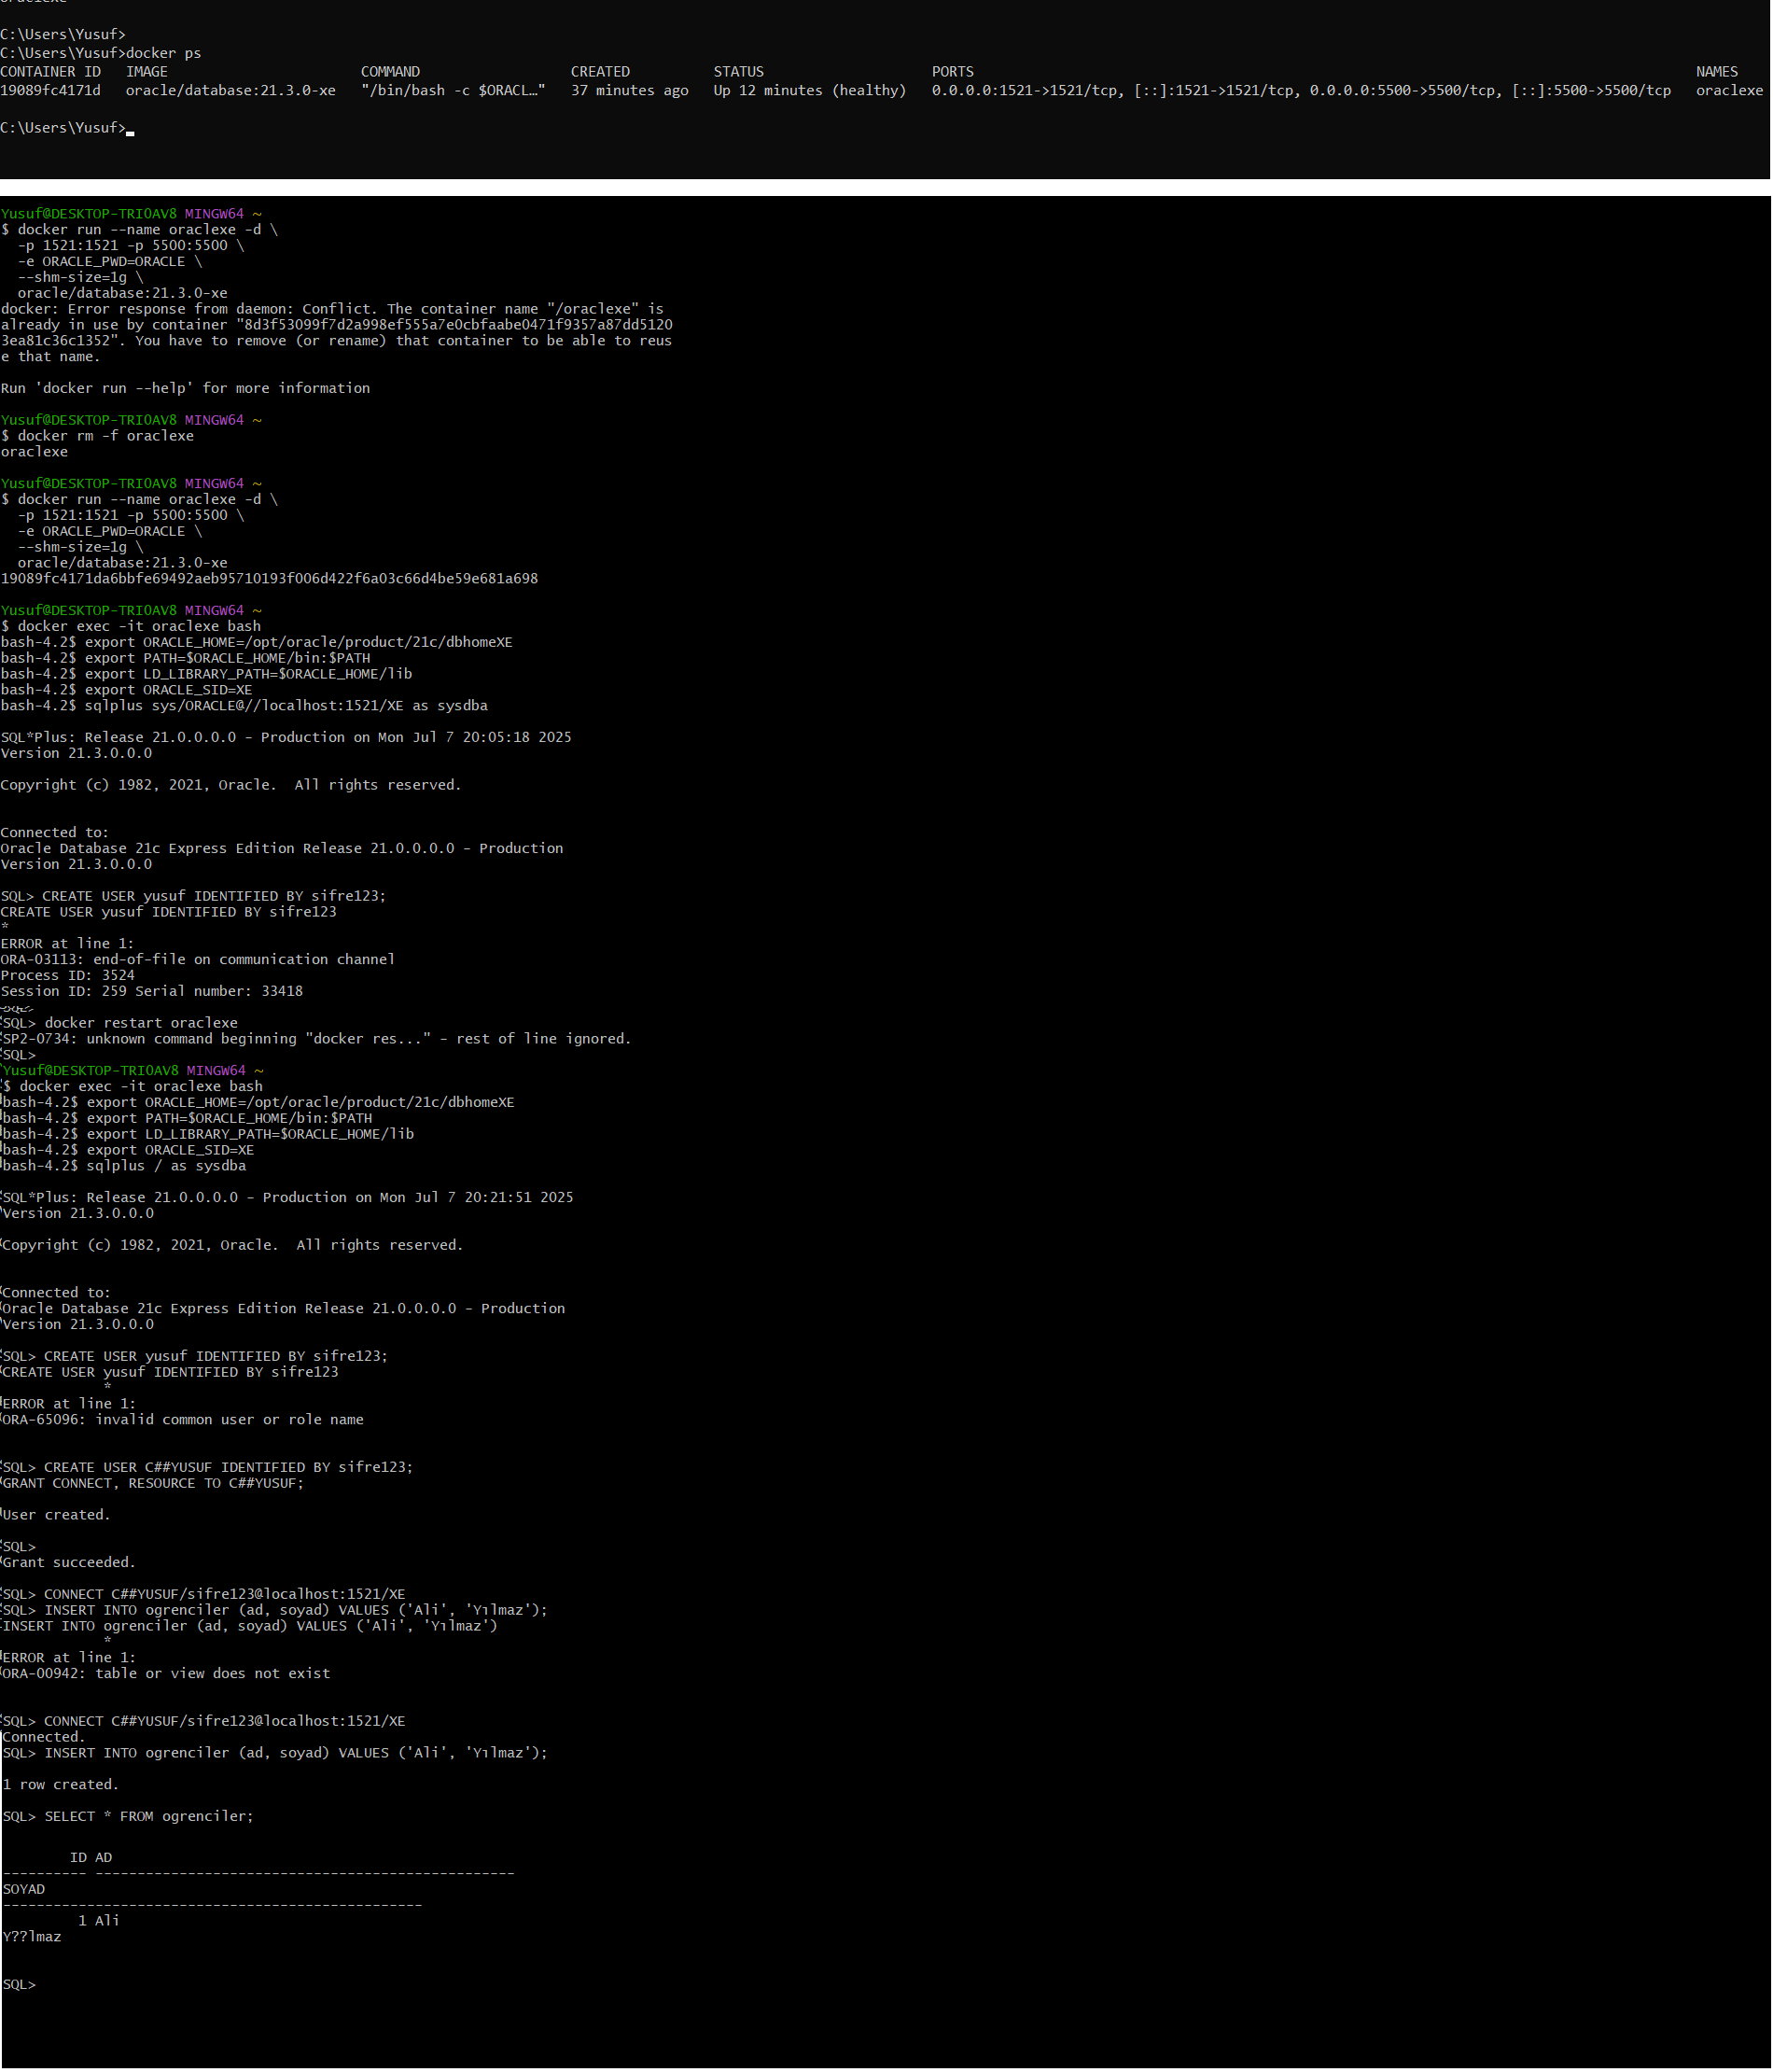 C:\Users\Yusuf>
C:\Users\Yusuf>docker ps
CONTAINER ID   IMAGE                       COMMAND                  CREATED          STATUS                    PORTS                                                                                      NAMES
19089fc4171d   oracle/database:21.3.0-xe   "/bin/bash -c $ORACL…"   37 minutes ago   Up 12 minutes (healthy)   0.0.0.0:1521->1521/tcp, [::]:1521->1521/tcp, 0.0.0.0:5500->5500/tcp, [::]:5500->5500/tcp   oraclexe
C:\Users\Yusuf>
Yusuf@DESKTOP-TRIOAV8 MINGW64 ~
$ docker run --name oraclexe -d \
  -p 1521:1521 -p 5500:5500 \
  -e ORACLE_PWD=ORACLE \
  --shm-size=1g \
  oracle/database:21.3.0-xe
docker: Error response from daemon: Conflict. The container name "/oraclexe" is
already in use by container "8d3f53099f7d2a998ef555a7e0cbfaabe0471f9357a87dd5120
3ea81c36c1352". You have to remove (or rename) that container to be able to reus
e that name.
Run 'docker run --help' for more information
Yusuf@DESKTOP-TRIOAV8 MINGW64 ~
$ docker rm -f oraclexe
oraclexe
Yusuf@DESKTOP-TRIOAV8 MINGW64 ~
$ docker run --name oraclexe -d \
  -p 1521:1521 -p 5500:5500 \
  -e ORACLE_PWD=ORACLE \
  --shm-size=1g \
  oracle/database:21.3.0-xe
19089fc4171da6bbfe69492aeb95710193f006d422f6a03c66d4be59e681a698
Yusuf@DESKTOP-TRIOAV8 MINGW64 ~
$ docker exec -it oraclexe bash
bash-4.2$ export ORACLE_HOME=/opt/oracle/product/21c/dbhomeXE
bash-4.2$ export PATH=$ORACLE_HOME/bin:$PATH
bash-4.2$ export LD_LIBRARY_PATH=$ORACLE_HOME/lib
bash-4.2$ export ORACLE_SID=XE
bash-4.2$ sqlplus sys/ORACLE@//localhost:1521/XE as sysdba
SQL*Plus: Release 21.0.0.0.0 - Production on Mon Jul 7 20:05:18 2025
Version 21.3.0.0.0
Copyright (c) 1982, 2021, Oracle.  All rights reserved.
Connected to:
Oracle Database 21c Express Edition Release 21.0.0.0.0 - Production
Version 21.3.0.0.0
SQL> CREATE USER yusuf IDENTIFIED BY sifre123;
CREATE USER yusuf IDENTIFIED BY sifre123
*
ERROR at line 1:
ORA-03113: end-of-file on communication channel
Process ID: 3524
Session ID: 259 Serial number: 33418
SQL> docker restart oraclexe
SP2-0734: unknown command beginning "docker res..." - rest of line ignored.
SQL>
Yusuf@DESKTOP-TRIOAV8 MINGW64 ~
$ docker exec -it oraclexe bash
bash-4.2$ export ORACLE_HOME=/opt/oracle/product/21c/dbhomeXE
bash-4.2$ export PATH=$ORACLE_HOME/bin:$PATH
bash-4.2$ export LD_LIBRARY_PATH=$ORACLE_HOME/lib
bash-4.2$ export ORACLE_SID=XE
bash-4.2$ sqlplus / as sysdba
SQL*Plus: Release 21.0.0.0.0 - Production on Mon Jul 7 20:21:51 2025
Version 21.3.0.0.0
Copyright (c) 1982, 2021, Oracle.  All rights reserved.
Connected to:
Oracle Database 21c Express Edition Release 21.0.0.0.0 - Production
Version 21.3.0.0.0
SQL> CREATE USER yusuf IDENTIFIED BY sifre123;
CREATE USER yusuf IDENTIFIED BY sifre123
            *
ERROR at line 1:
ORA-65096: invalid common user or role name
SQL> CREATE USER C##YUSUF IDENTIFIED BY sifre123;
GRANT CONNECT, RESOURCE TO C##YUSUF;
User created.
SQL>
Grant succeeded.
SQL> CONNECT C##YUSUF/sifre123@localhost:1521/XE
SQL> INSERT INTO ogrenciler (ad, soyad) VALUES ('Ali', 'Yılmaz');
INSERT INTO ogrenciler (ad, soyad) VALUES ('Ali', 'Yılmaz')
            *
ERROR at line 1:
ORA-00942: table or view does not exist
SQL> CONNECT C##YUSUF/sifre123@localhost:1521/XE
Connected.
SQL> INSERT INTO ogrenciler (ad, soyad) VALUES ('Ali', 'Yılmaz');
1 row created.
SQL> SELECT * FROM ogrenciler;
        ID AD
---------- --------------------------------------------------
SOYAD
--------------------------------------------------
         1 Ali
Y??lmaz
SQL>